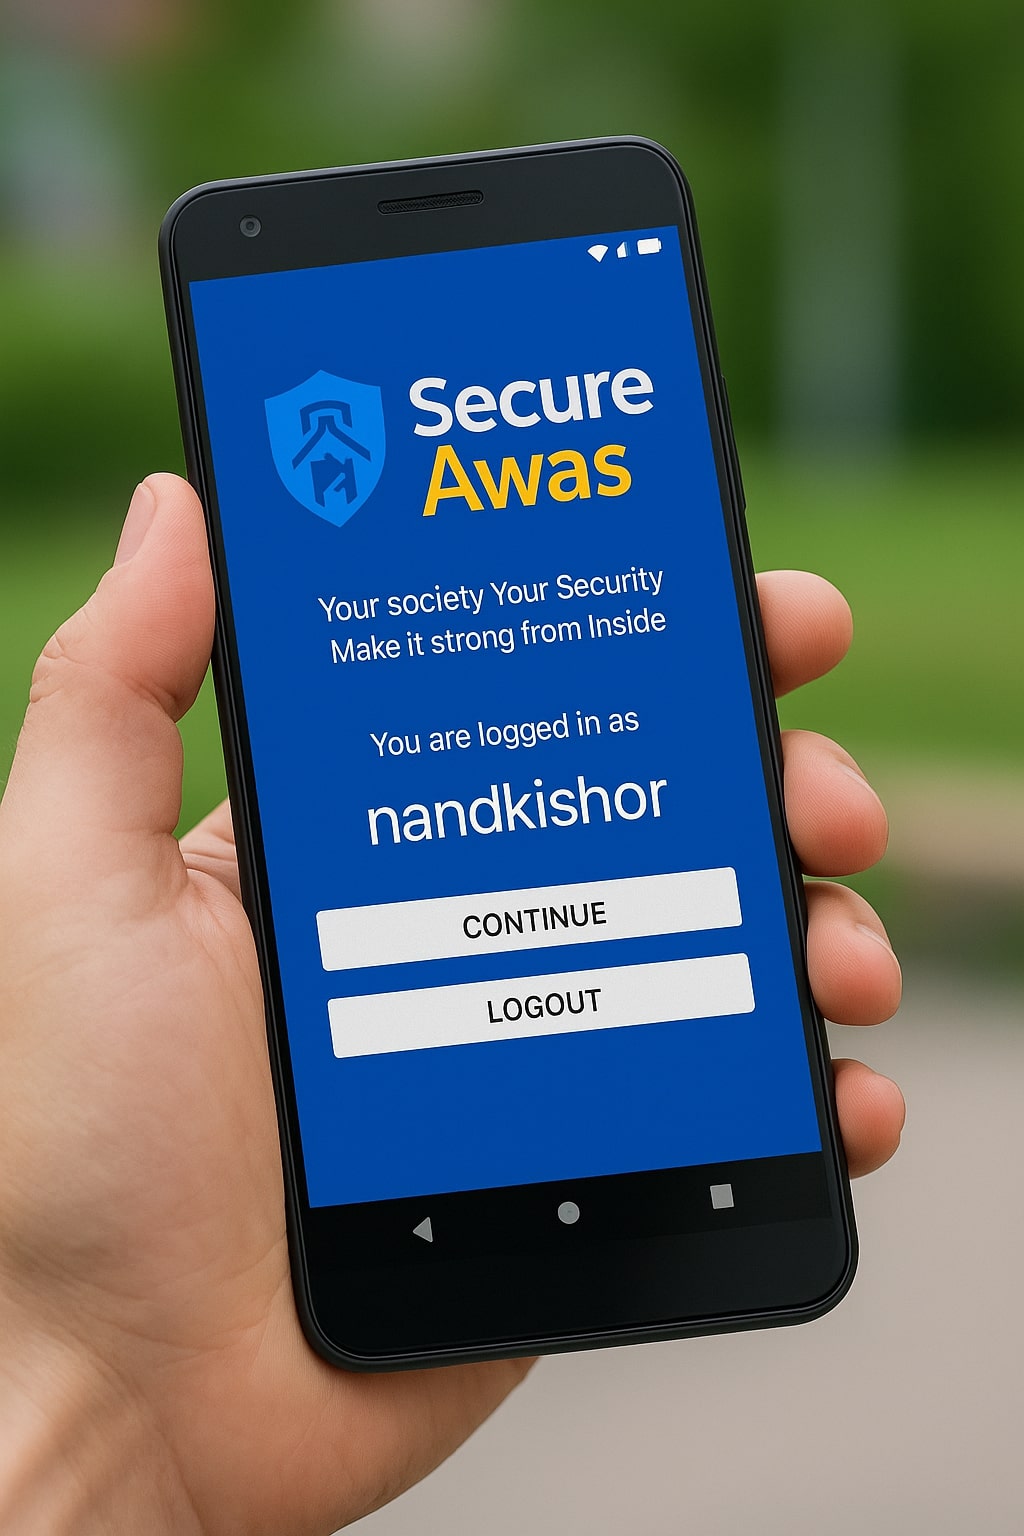 Secure
Awas
Your society Your Security
Make it strong from Inside
You are logged in as
nandkishor
CONTINUE
LOGOUT